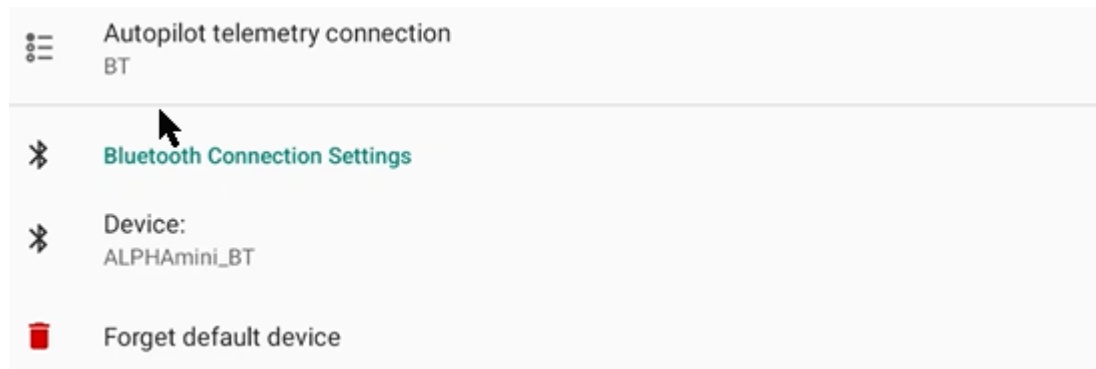 Autopilot telemetry connection
BT
Bluetooth Connection Settings
Device:
ALPHAmini_BT
Forget default device